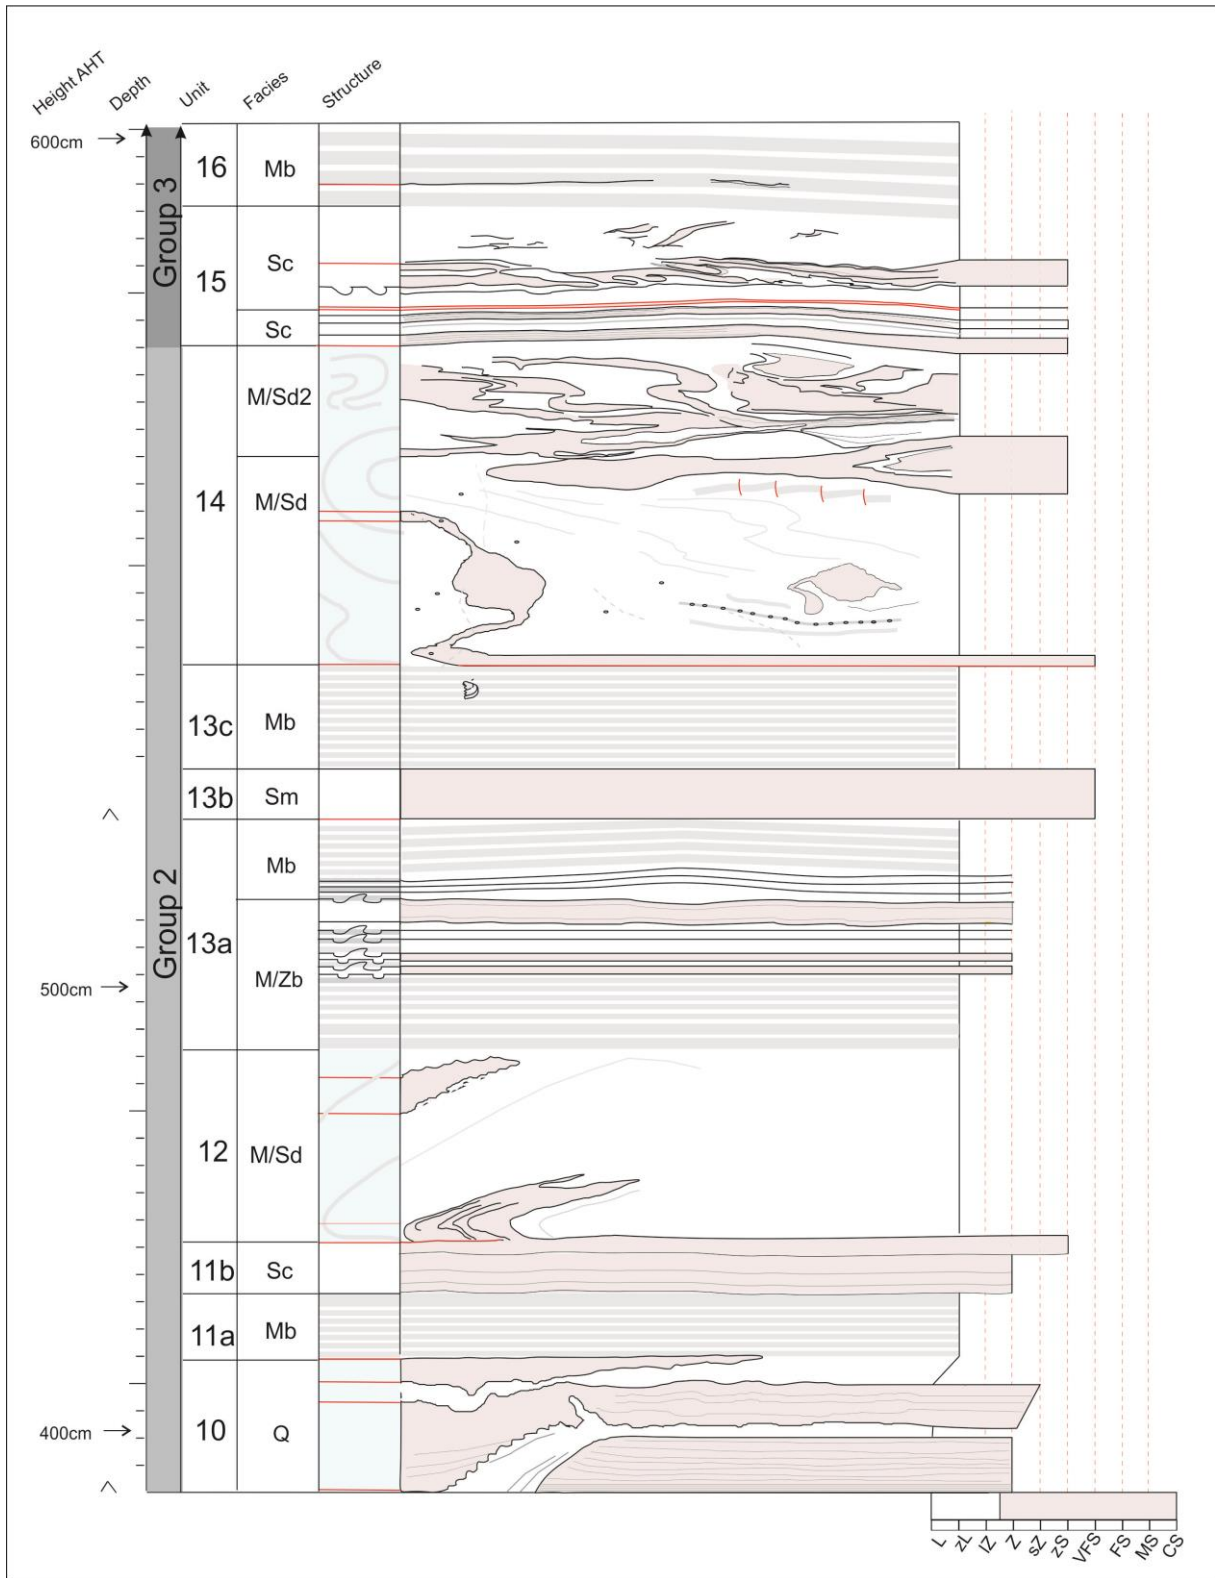 Height AHT
Depth
Unit
Facies
Structure
600cm
Group 3
16
Mb
15
Sc
Sc
M/Sd2
14
M/Sd
13c
Mb
13b
Sm
Group 2
Mb
13a
M/Zb
500cm
12
M/Sd
11b
Sc
11a
Mb
400cm
10
Q
L
zL
lZ
Z
sZ
zS
VFS
FS
MS
CS